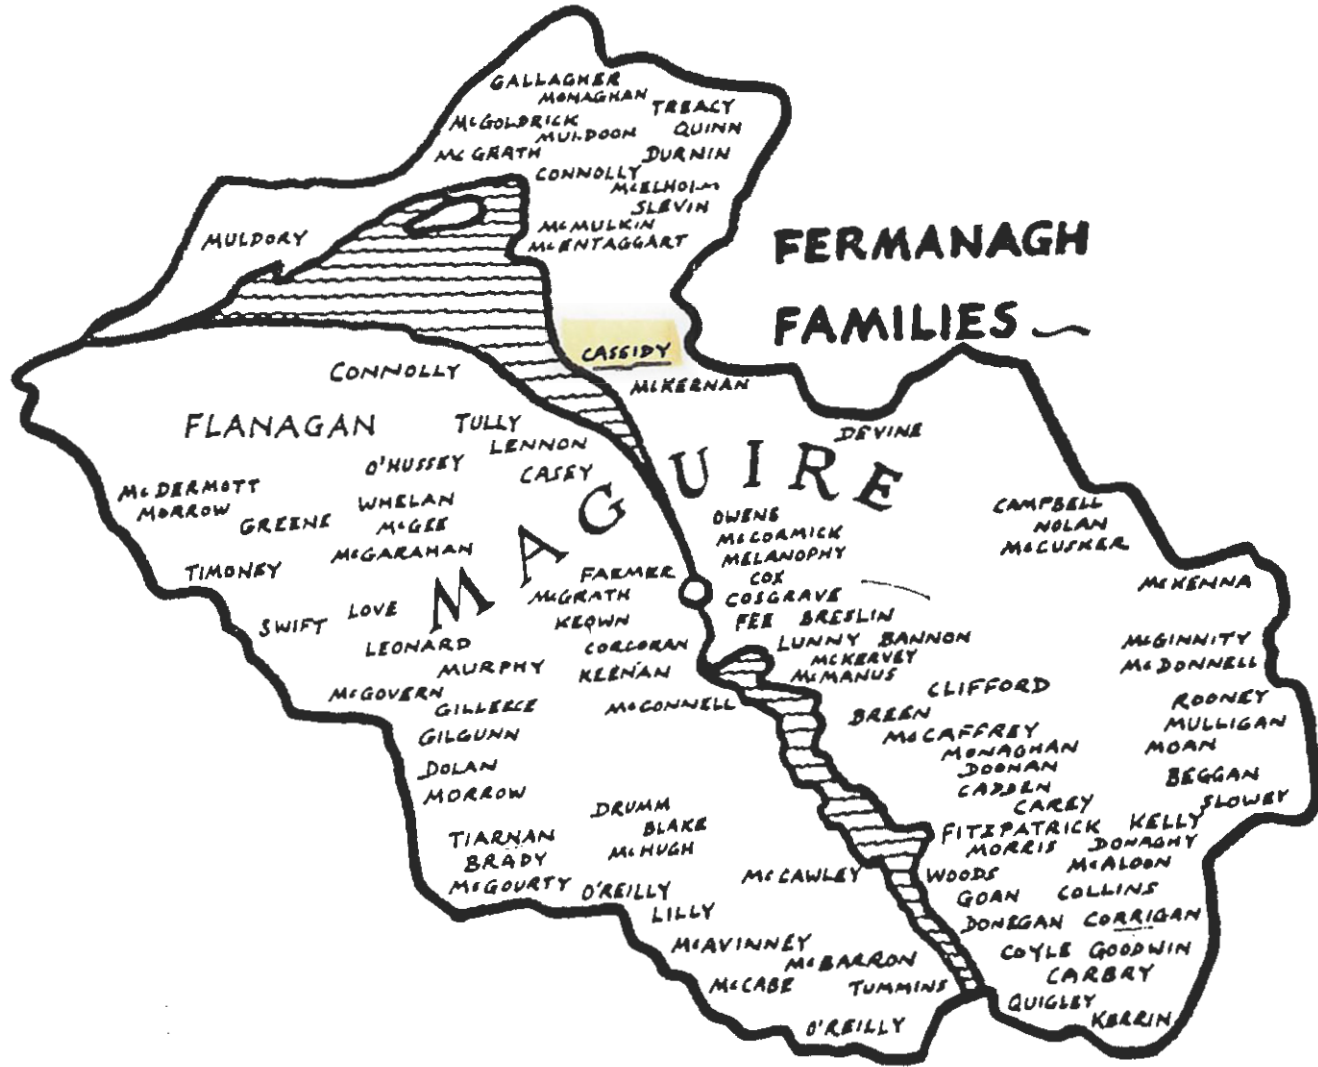 GALLAGHER
MONAGHAN
TREACY
McGOLDRICK
MULDOON
QUINN
McGRATH
DURNIN
CONNOLLY
McELHOLM
SLEVIN
McMULKIN
McENTAGGART
MULDORY
FERMANAGH
FAMILIES
CASSIDY
McKERNAN
CONNOLLY
FLANAGAN
TULLY
LENNON
DEVINE
O'HUSSEY
CASEY
MAGUIRE
McDERMOTT
MORROW
GREENE
WHELAN
McGEE
McGARAHAN
TIMONEY
OWENS
McCORMICK
MELANOPHY
COX
COSGRAVE
FEE BRESLIN
LUNNY BANNON
McKERVEY
McMANUS
CAMPBELL
NOLAN
McCUSKER
McKENNA
FARMER
McGRATH
KEOWN
CORCORAN
KEENAN
McCONNELL
SWIFT
LOVE
LEONARD
MURPHY
McGOVERN
GILLEECE
GILGUNN
DOLAN
MORROW
McGINNITY
McDONNELL
ROONEY
MULLIGAN
MOAN
BEGGAN
SLOWEY
CLIFFORD
BREEN
McCAFFREY
MONAGHAN
DOONAN
CADDEN
CAREY
FITZPATRICK
KELLY
MORRIS
DONAGHY
McALOON
TIARNAN
BRADY
McGOURTY
DRUMM
BLAKE
McHUGH
O'REILLY
LILLY
McCAWLEY
WOODS
GOAN
COLLINS
DONEGAN CORRIGAN
COYLE GOODWIN
CARBRY
McAVINNEY
McBARRON
McCABE
TUMMINS
QUIGLEY
KERRIN
O'REILLY